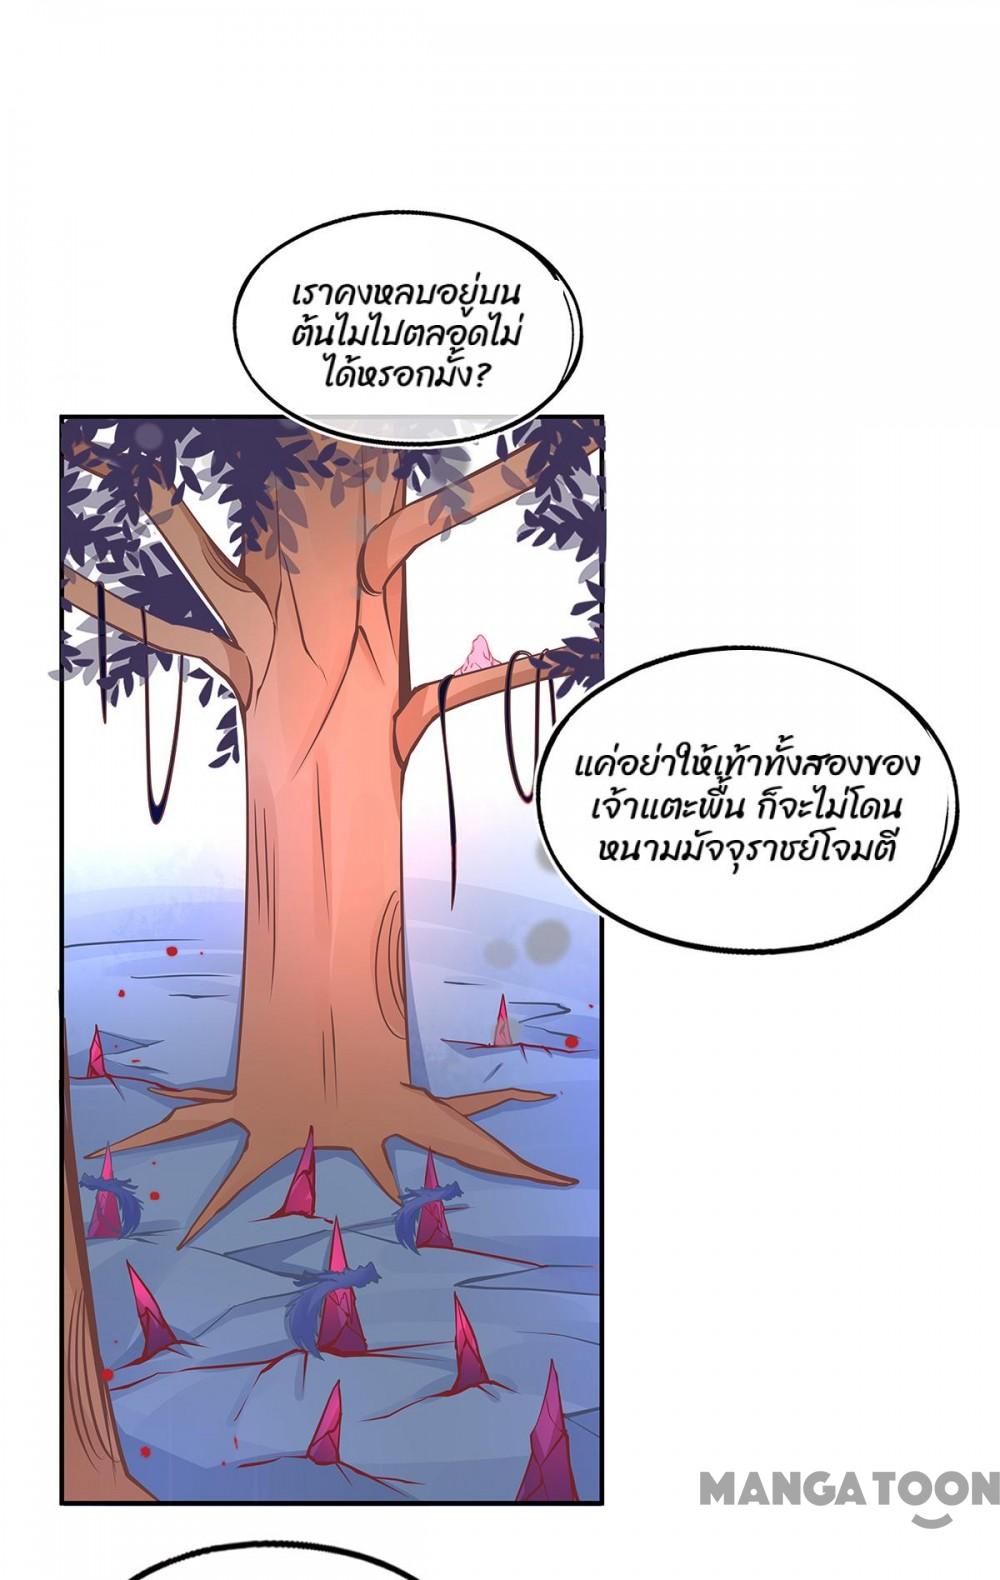 เราคงหลบอยู่บน
ต้นไม้ไปตลอดไม่
ได้หรอกมั้ง?
แค่อย่าให้เท้าทั้งสองของ
เจ้าแตะพื้น ก็จะไม่โดน
หนามมัจจุราชย์โจมตี
MANGATOON